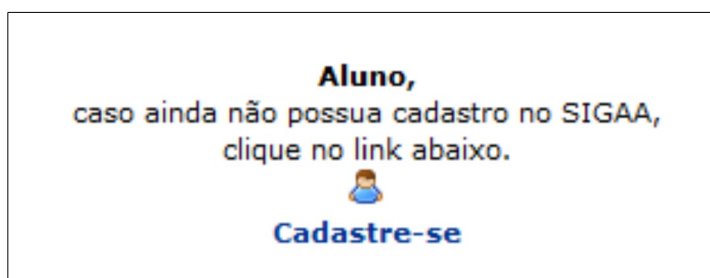 Aluno,
caso ainda não possua cadastro no SIGAA,
clique no link abaixo.
Cadastre-se